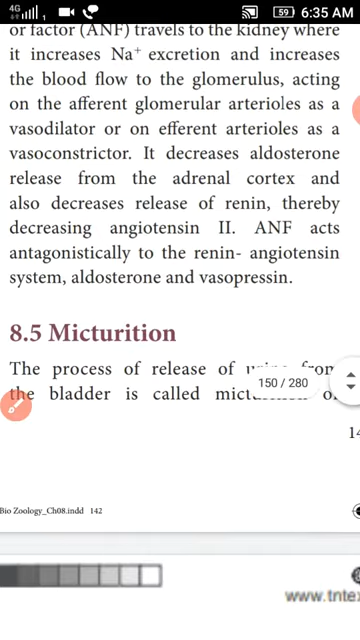 4G
59 6:35 AM
or factor (ANF) travels to the kidney where
it increases Na⁺ excretion and increases
the blood flow to the glomerulus, acting
on the afferent glomerular arterioles as a
vasodilator or on efferent arterioles as a
vasoconstrictor. It decreases aldosterone
release from the adrenal cortex and
also decreases release of renin, thereby
decreasing angiotensin II. ANF acts
antagonistically to the renin- angiotensin
system, aldosterone and vasopressin.
8.5 Micturition
The process of release of from
150 / 280
the bladder is called
14
Bio Zoology_Ch08.indd 142
www.tnte